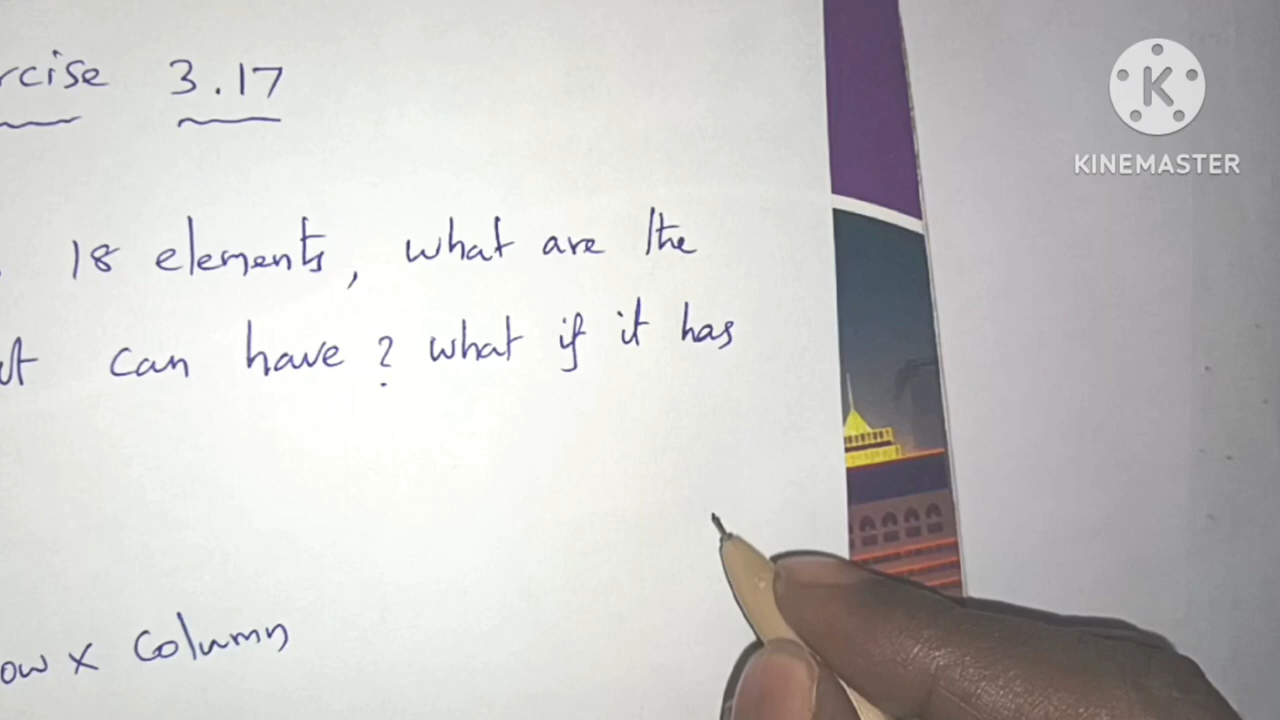 rcise 3.17
18 elements, what are the
can have? what if it has
ow x Column
K
KINEMASTER